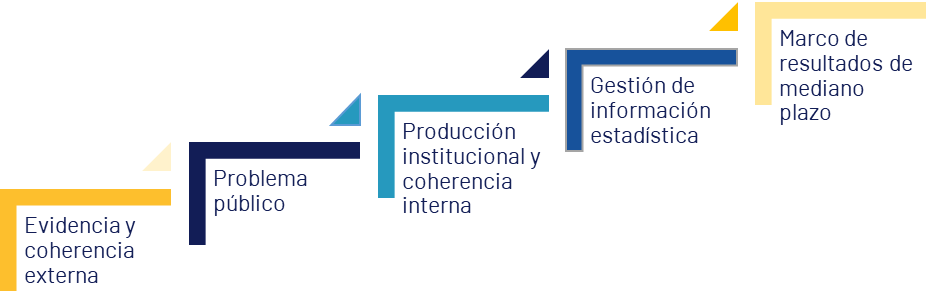 Evidencia y
coherencia
externa
Problema
público
Producción
institucional y
coherencia
interna
Gestión de
información
estadística
Marco de
resultados de
mediano
plazo